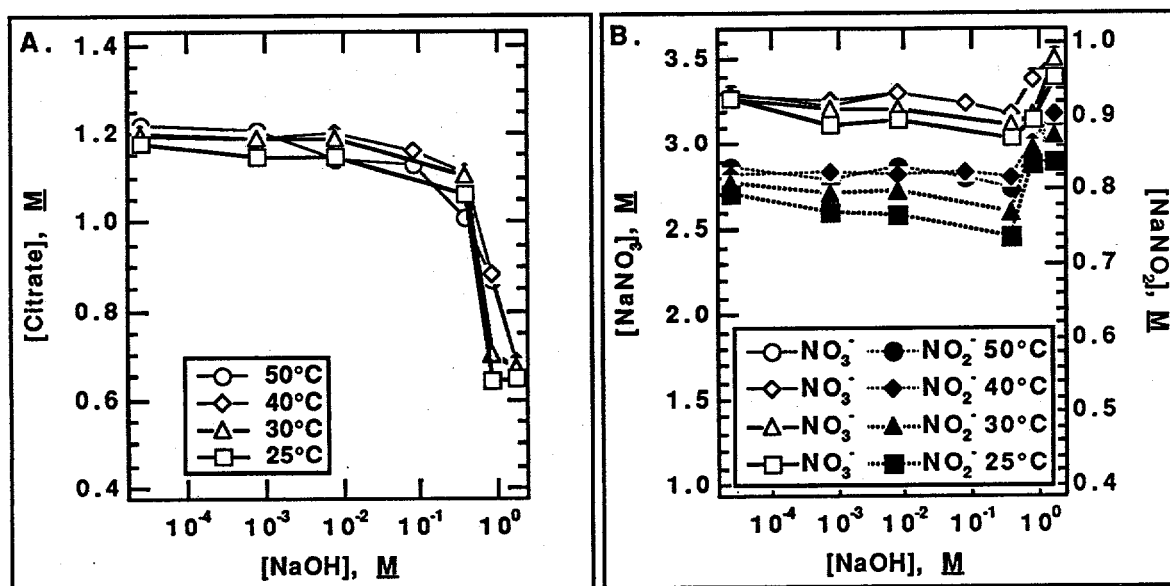 A.
1.4
1.2
1.0
0.8
0.6
0.4
[Citrate], M
50°C
40°C
30°C
25°C
10⁻⁴ 10⁻³ 10⁻² 10⁻¹ 10⁰
[NaOH], M
B.
3.5
3.0
2.5
2.0
1.5
1.0
[NaNO₃], M
1.0
0.9
0.8
0.7
0.6
0.5
0.4
[NaNO₂], M
NO₃⁻ NO₂⁻ 50°C
NO₃⁻ NO₂⁻ 40°C
NO₃⁻ NO₂⁻ 30°C
NO₃⁻ NO₂⁻ 25°C
10⁻⁴ 10⁻³ 10⁻² 10⁻¹ 10⁰
[NaOH], M